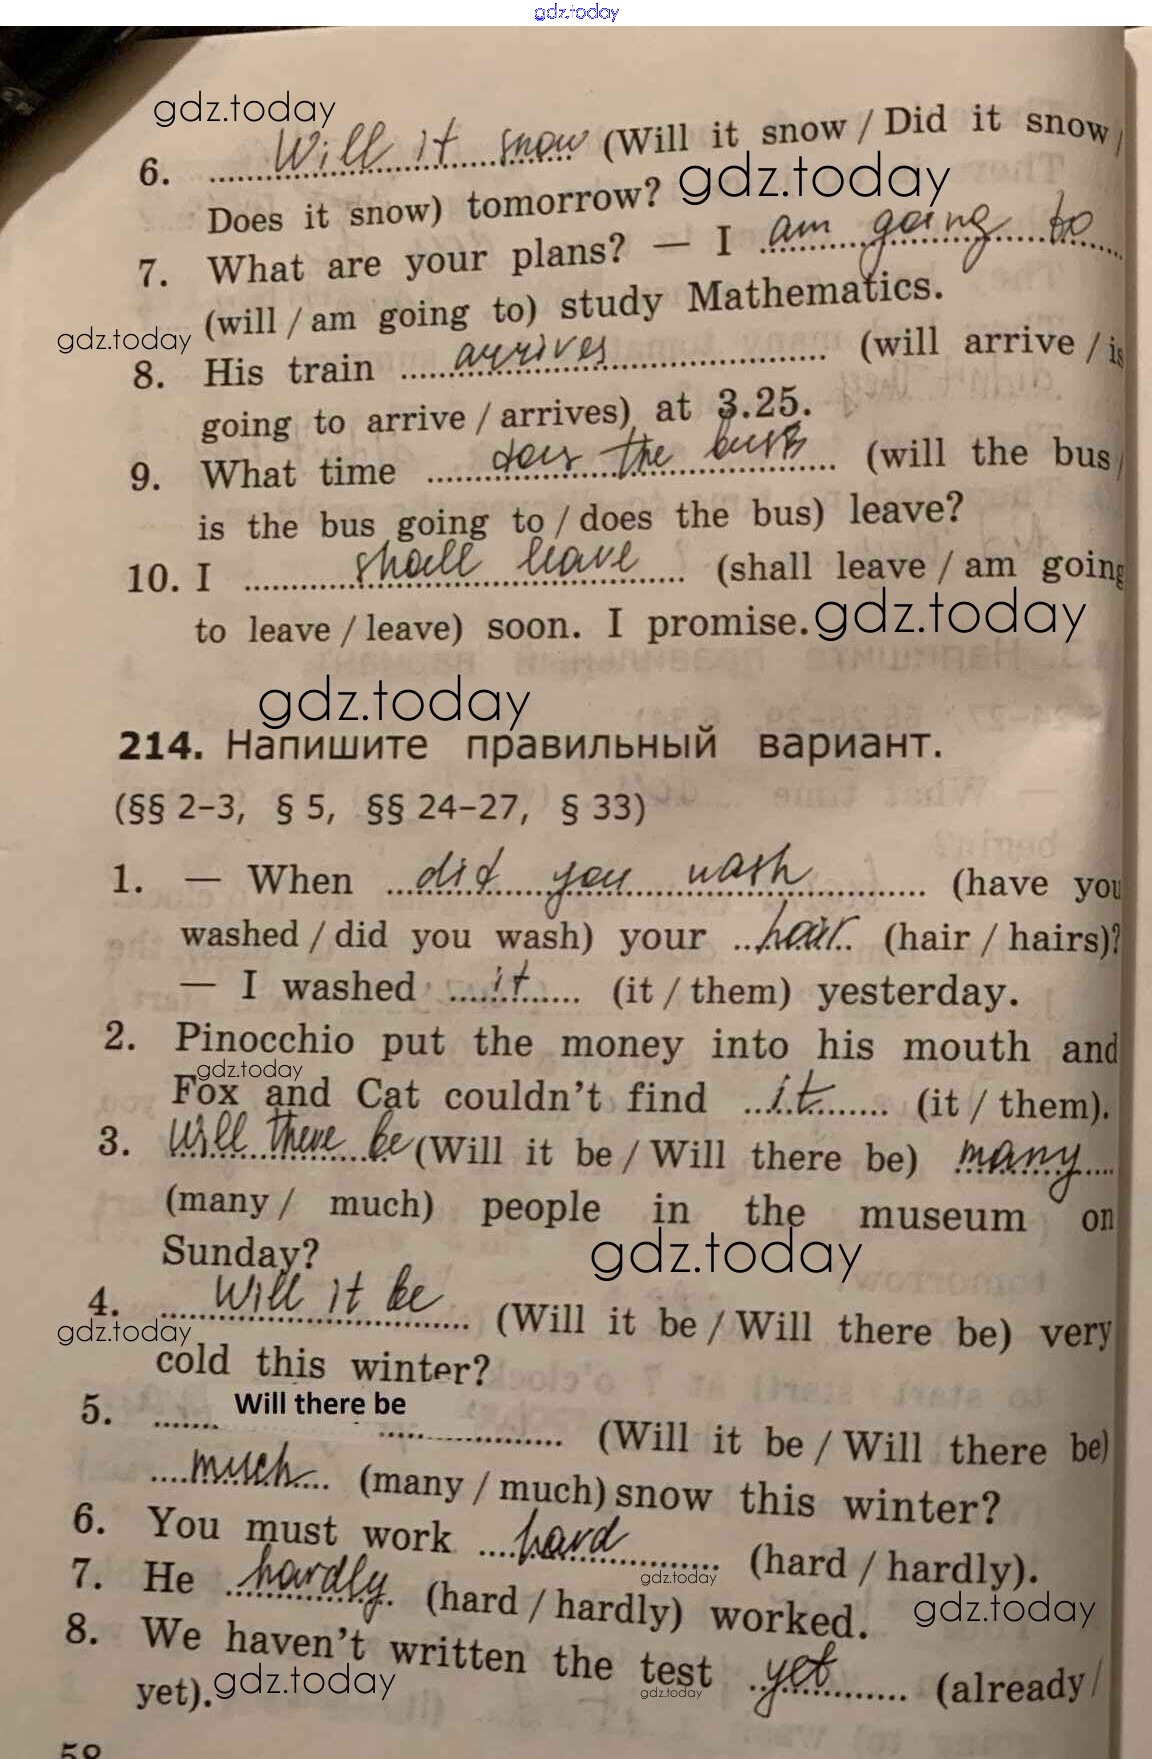 gdz.today
gdz.today
6. Will it snow (Will it snow / Did it snow /
Does it snow) tomorrow? gdz.today
7. What are your plans? — I am going to
(will / am going to) study Mathematics.
gdz.today
8. His train arrives (will arrive / is
going to arrive / arrives) at 3.25.
9. What time does the bus (will the bus /
is the bus going to / does the bus) leave?
10. I shall leave (shall leave / am going
to leave / leave) soon. I promise. gdz.today
gdz.today
214. Напишите правильный вариант.
(§§ 2–3, § 5, §§ 24–27, § 33)
1. — When did you wash (have you
washed / did you wash) your hair (hair / hairs)?
— I washed it (it / them) yesterday.
2. Pinocchio put the money into his mouth and
gdz.today
Fox and Cat couldn't find it (it / them).
3. Will there be (Will it be / Will there be) many
(many / much) people in the museum on
Sunday? gdz.today
4. Will it be (Will it be / Will there be) very
gdz.today
cold this winter?
5. Will there be (Will it be / Will there be)
much (many / much) snow this winter?
6. You must work hard (hard / hardly).
gdz.today
7. He hardly (hard / hardly) worked. gdz.today
8. We haven't written the test yet (already /
yet). gdz.today gdz.today
58